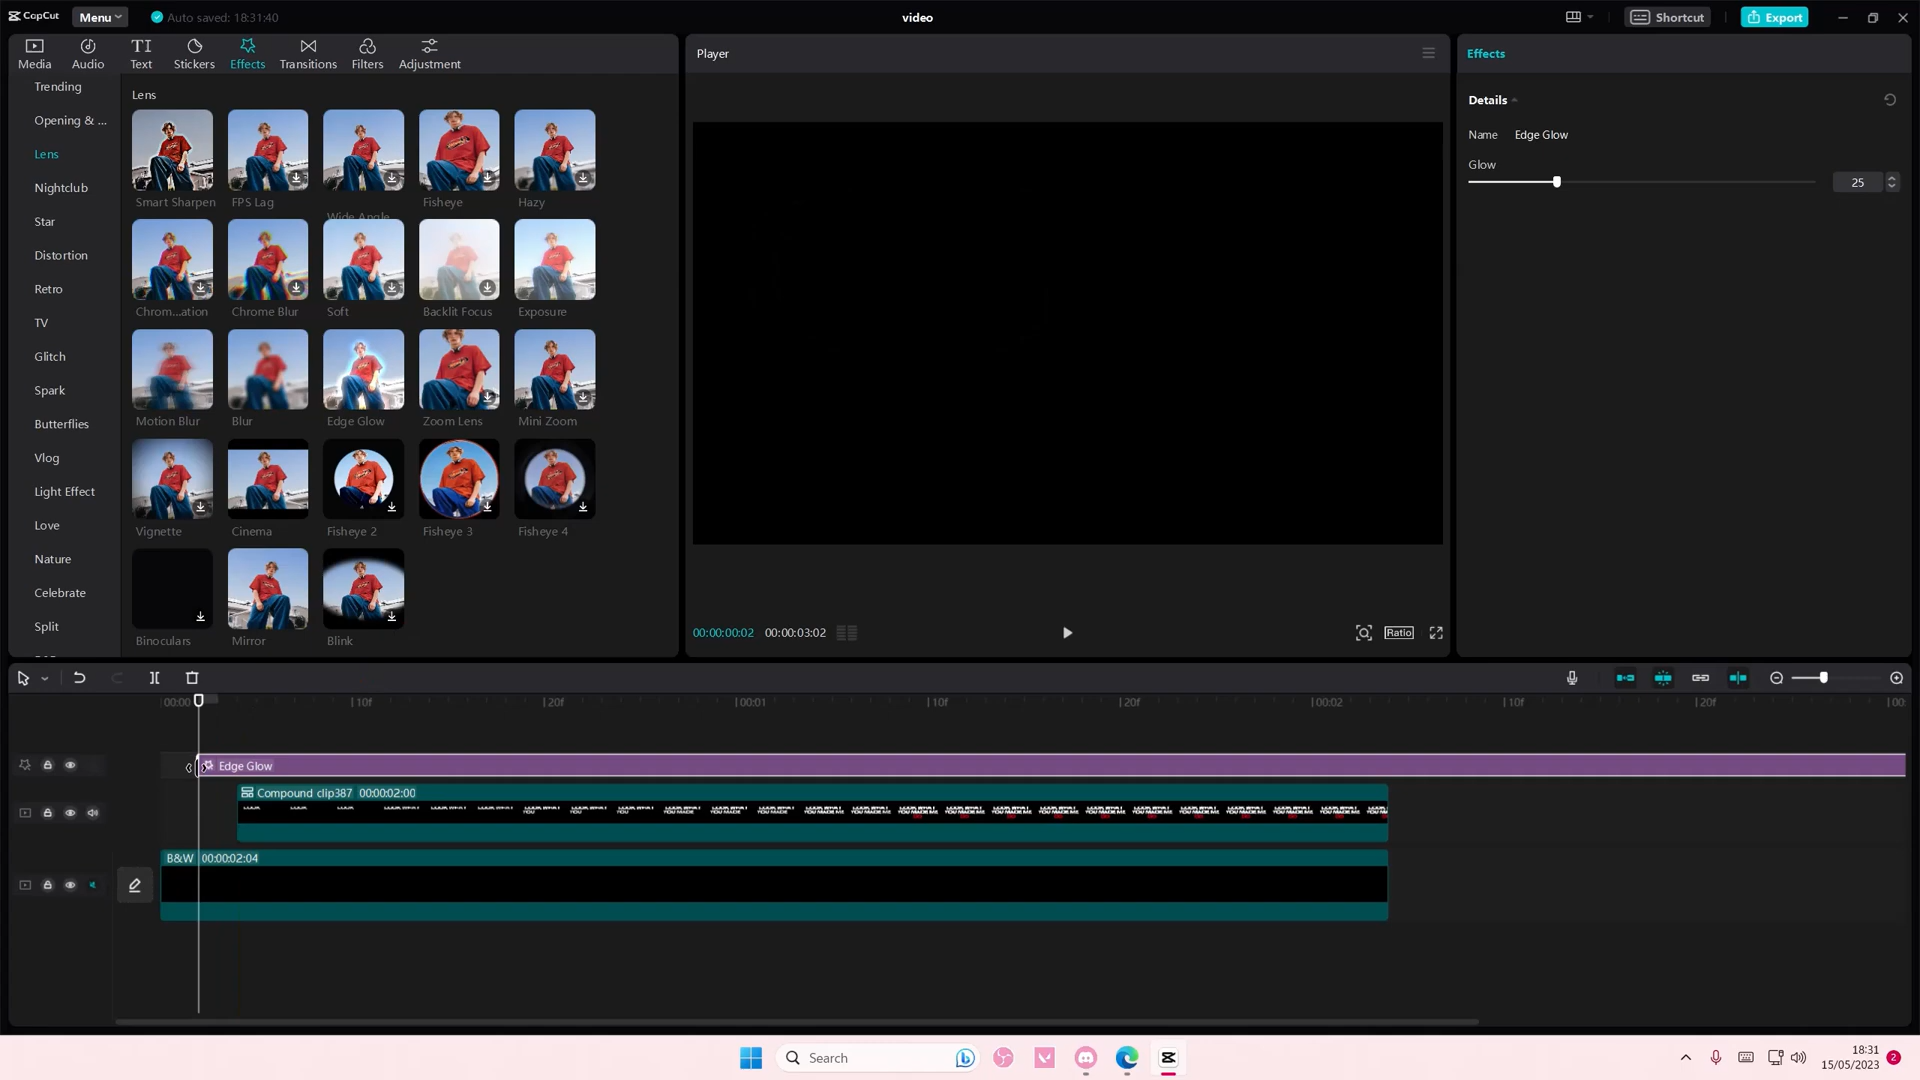 CapCut
Menu
Auto saved: 18:31:40
video
Shortcut
Export
Media
Audio
Text
Stickers
Effects
Transitions
Filters
Adjustment
Player
Effects
Trending
Opening & ...
Lens
Nightclub
Star
Distortion
Retro
TV
Glitch
Spark
Butterflies
Vlog
Light Effect
Love
Nature
Celebrate
Split
Lens
Smart Sharpen
FPS Lag
Wide Angle
Fisheye
Hazy
Chrom...ation
Chrome Blur
Soft
Backlit Focus
Exposure
Motion Blur
Blur
Edge Glow
Zoom Lens
Mini Zoom
Vignette
Cinema
Fisheye 2
Fisheye 3
Fisheye 4
Binoculars
Mirror
Blink
00:00:00:02
00:00:03:02
Ratio
Details
Name Edge Glow
Glow
25
00:00
10f
20f
00:01
10f
20f
00:02
10f
20f
Edge Glow
Compound clip387 00:00:02:00
B&W 00:00:02:04
Search
18:31
15/05/2023
2